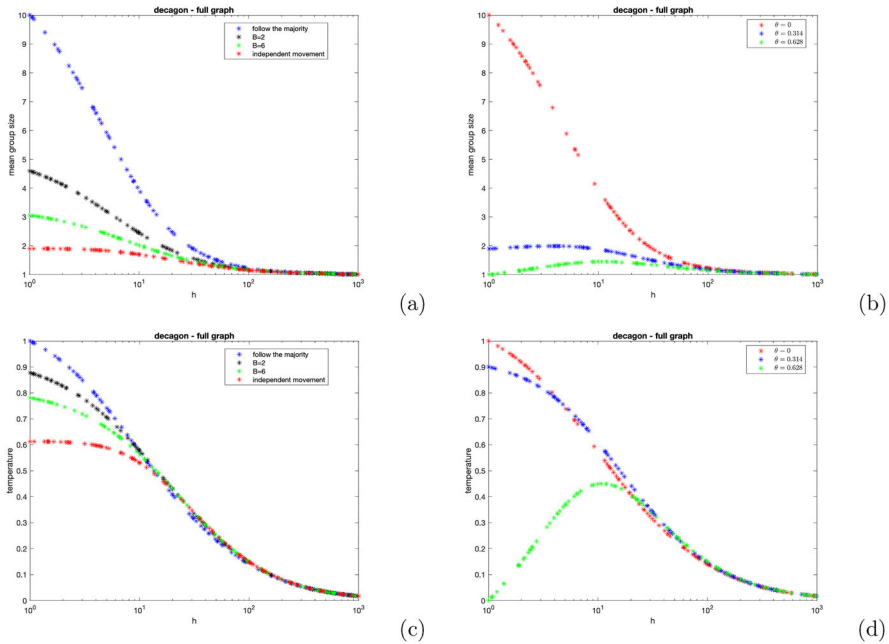 decagon - full graph
10
9
8
7
6
5
4
3
2
1
mean group size
follow the majority
B=2
B=6
independent movement
10^0
10^1
10^2
10^3
h
(a)
decagon - full graph
10
9
8
7
6
5
4
3
2
1
mean group size
θ = 0
θ = 0.314
θ = 0.628
10^0
10^1
10^2
10^3
h
(b)
decagon - full graph
1
0.9
0.8
0.7
0.6
0.5
0.4
0.3
0.2
0.1
0
temperature
follow the majority
B=2
B=6
independent movement
10^0
10^1
10^2
10^3
h
(c)
decagon - full graph
1
0.9
0.8
0.7
0.6
0.5
0.4
0.3
0.2
0.1
0
temperature
θ = 0
θ = 0.314
θ = 0.628
10^0
10^1
10^2
10^3
h
(d)